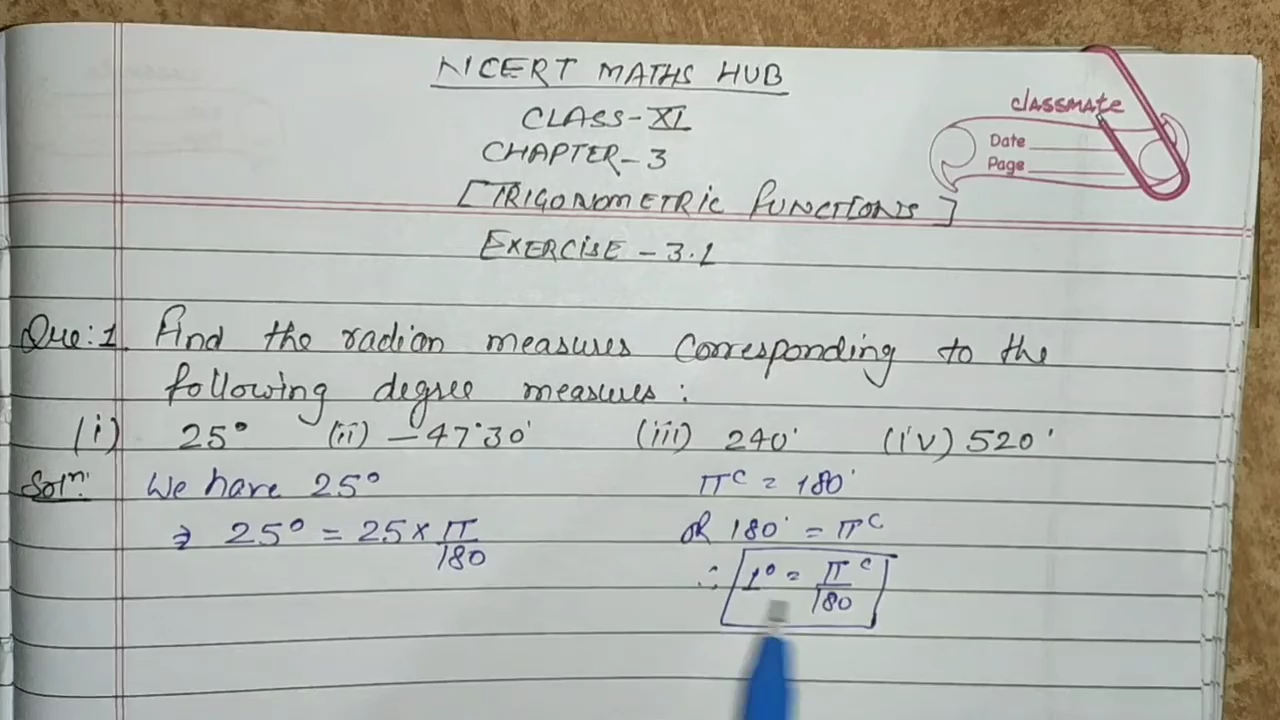 NCERT MATHS HUB
CLASS-XI
CHAPTER-3
[TRIGONOMETRIC FUNCTIONS]
EXERCISE-3.1
classmate
Date
Page
Que:1. Find the radian measures corresponding to the
following degree measures:
(i) 25° (ii) -47°30' (iii) 240° (iv) 520°
Solⁿ: We have 25°
⇒ 25° = 25 × π/180
πᶜ = 180°
or 180° = πᶜ
∴ 1° = π/180 ᶜ